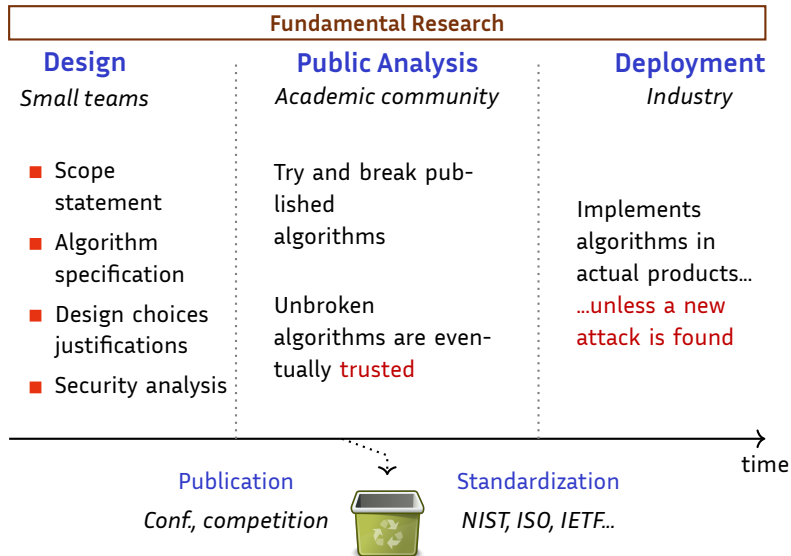 Fundamental Research
Design
Small teams
Scope
statement
Algorithm
specification
Design choices
justifications
Security analysis
Public Analysis
Academic community
Try and break pub-
lished
algorithms
Unbroken
algorithms are even-
tually trusted
Deployment
Industry
Implements
algorithms in
actual products...
...unless a new
attack is found
time
Publication
Conf., competition
Standardization
NIST, ISO, IETF...